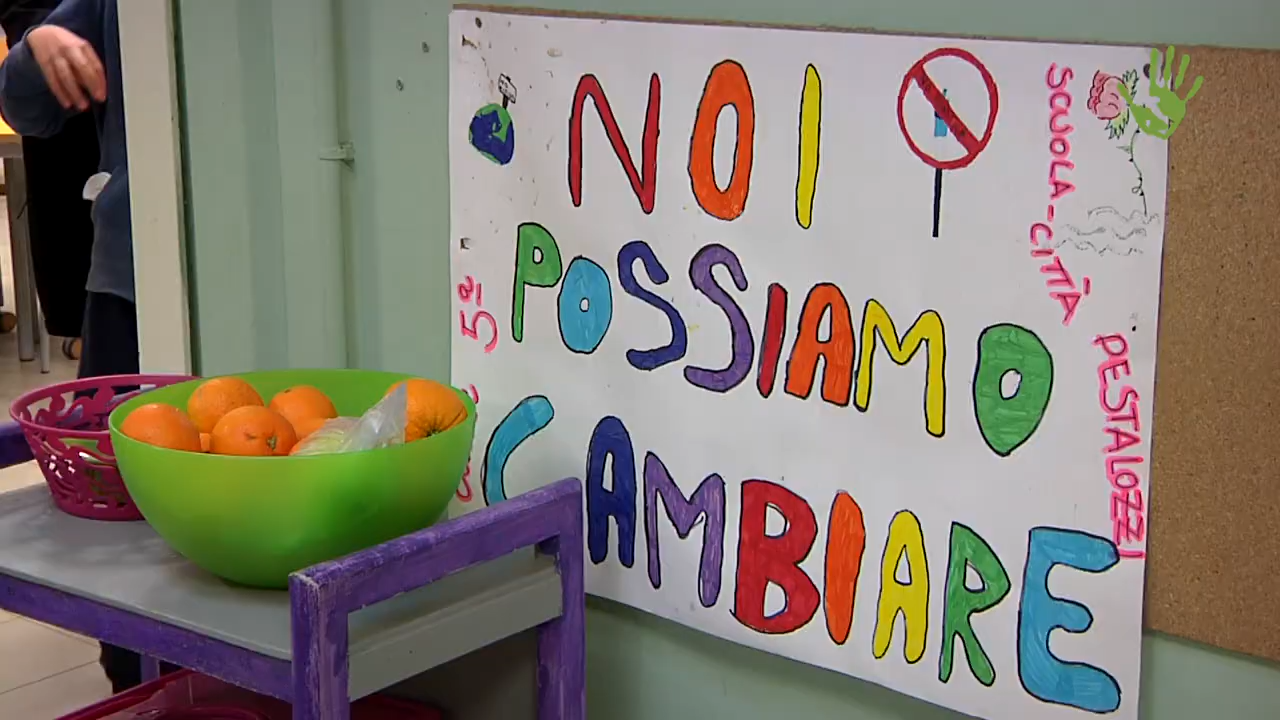 NOI
POSSIAMO
CAMBIARE
5ª
SCUOLA-CITTÀ
PESTALOZZI